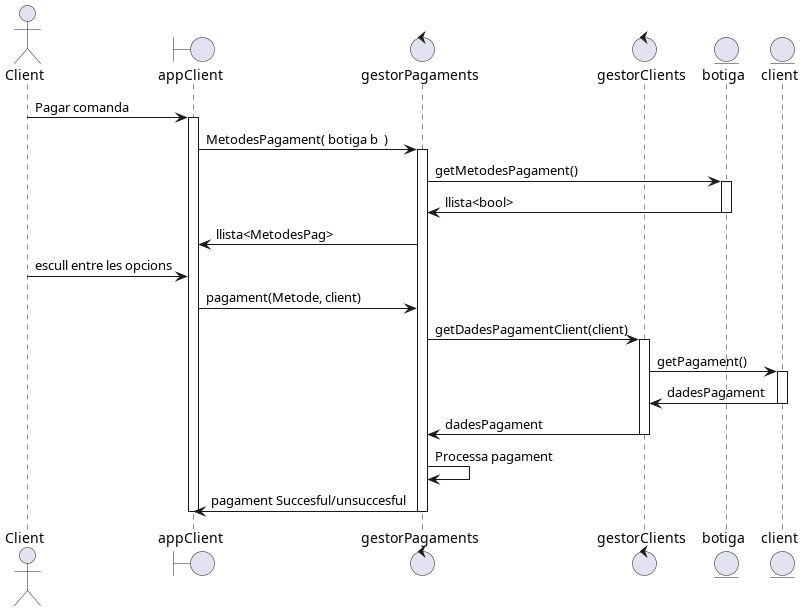 Client
appClient
gestorPagaments
gestorClients
botiga
client
Pagar comanda
MetodesPagament( botiga b  )
getMetodesPagament()
llista<bool>
llista<MetodesPag>
escull entre les opcions
pagament(Metode, client)
getDadesPagamentClient(client)
getPagament()
dadesPagament
dadesPagament
Processa pagament
pagament Succesful/unsuccesful
Client
appClient
gestorPagaments
gestorClients
botiga
client